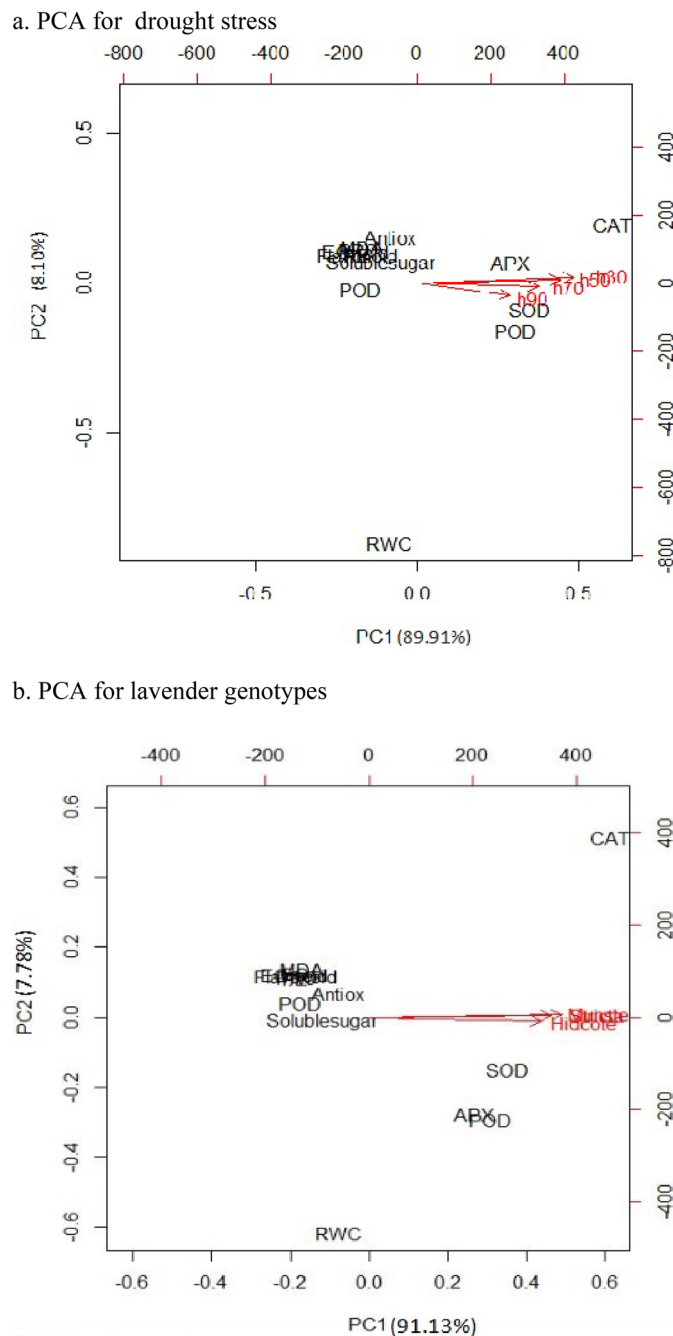 a. PCA for drought stress
-800 -600 -400 -200 0 200 400
0.5
0.0
-0.5
PC2 (8.10%)
400
200
0
-200
-400
-600
-800
CAT
Antiox
MDA
APX
Solublesugar
POD
h30
h50
h70
h90
SOD
POD
RWC
-0.5 0.0 0.5
PC1 (89.91%)
b. PCA for lavender genotypes
-400 -200 0 200 400
0.6
0.4
0.2
0.0
-0.2
-0.4
-0.6
PC2 (7.78%)
400
200
0
-200
-400
CAT
MDA
Antiox
POD
Solublesugar
Hidcote
SOD
APX
POD
RWC
-0.6 -0.4 -0.2 0.0 0.2 0.4 0.6
PC1 (91.13%)